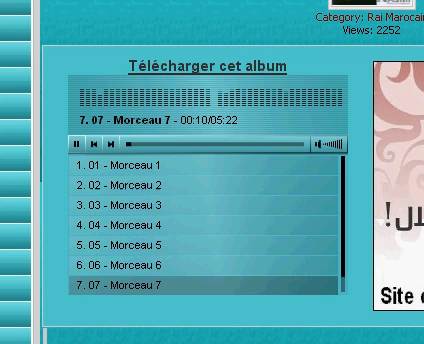 Category: Rai Marocain
Views: 2252
Télécharger cet album
7. 07 - Morceau 7 - 00:10/05:22
1. 01 - Morceau 1
2. 02 - Morceau 2
3. 03 - Morceau 3
4. 04 - Morceau 4
5. 05 - Morceau 5
6. 06 - Morceau 6
7. 07 - Morceau 7
Site